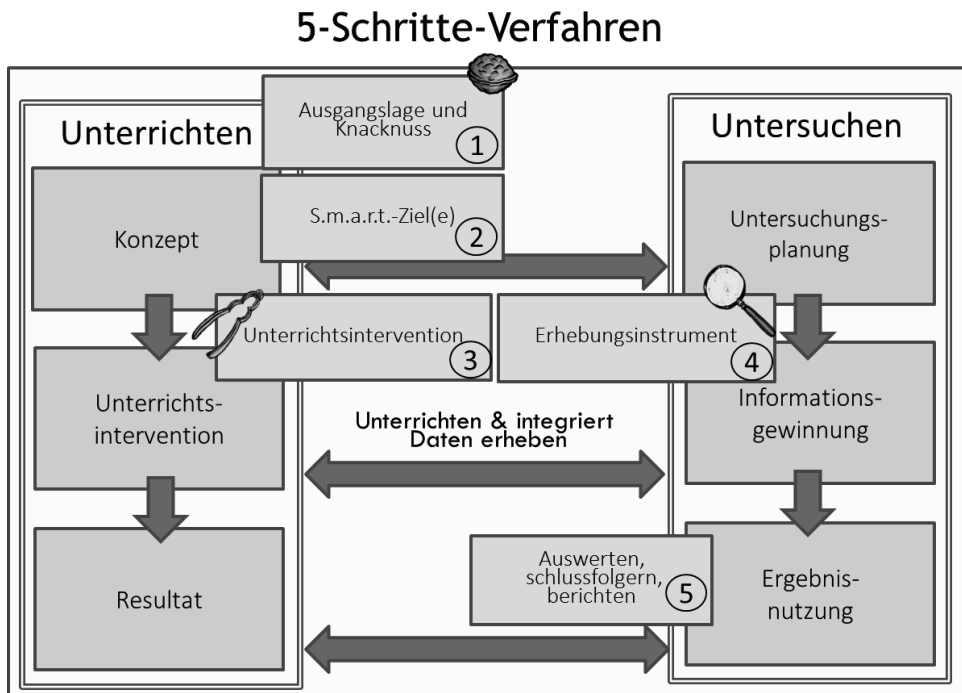 5-Schritte-Verfahren
Unterrichten
Ausgangslage und
Knacknuss
1
Untersuchen
Konzept
S.m.a.r.t.-Ziel(e)
2
Untersuchungs-
planung
Unterrichtsintervention
3
Erhebungsinstrument
4
Unterrichts-
intervention
Unterrichten & integriert
Daten erheben
Informations-
gewinnung
Resultat
Auswerten,
schlussfolgern,
berichten
5
Ergebnis-
nutzung